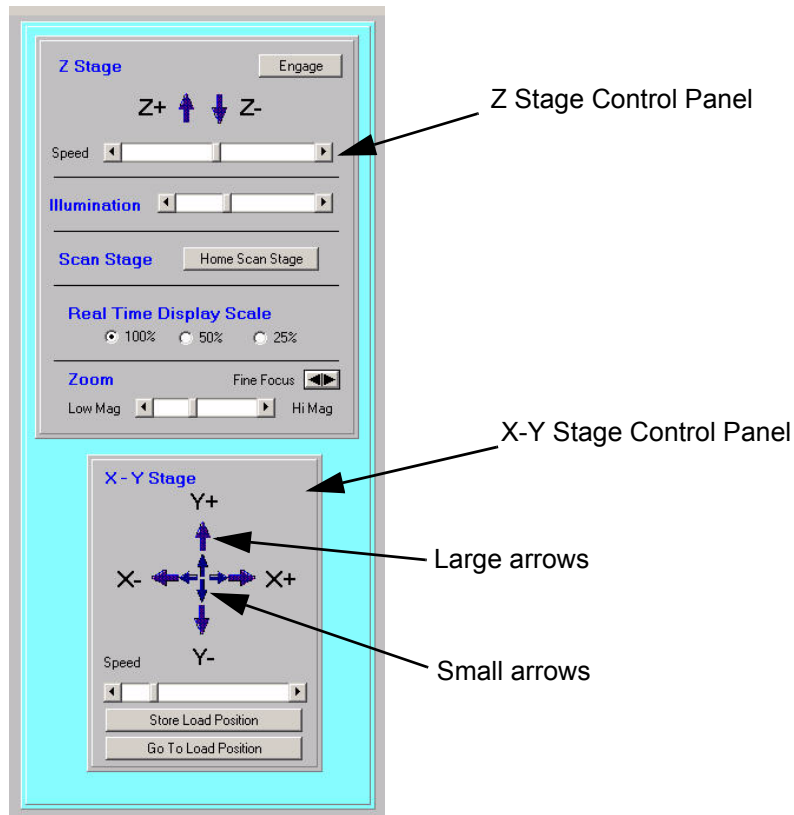 Z Stage
Engage
Z+ Z-
Speed
Illumination
Scan Stage
Home Scan Stage
Real Time Display Scale
100% 50% 25%
Zoom
Fine Focus
Low Mag
Hi Mag
Z Stage Control Panel
X - Y Stage
Y+
X- X+
Y-
Speed
Store Load Position
Go To Load Position
X-Y Stage Control Panel
Large arrows
Small arrows